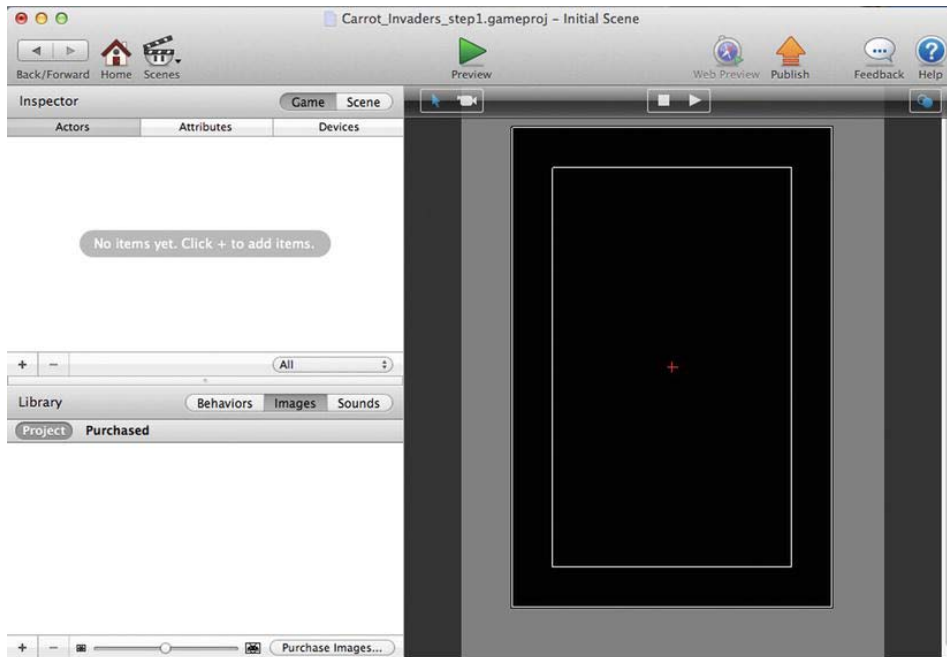 Carrot_Invaders_step1.gameproj – Initial Scene
Back/Forward Home Scenes Preview Web Preview Publish Feedback Help
Inspector Game Scene
Actors Attributes Devices
No items yet. Click + to add items.
+ − All
Library Behaviors Images Sounds
Project Purchased
+ − Purchase Images...